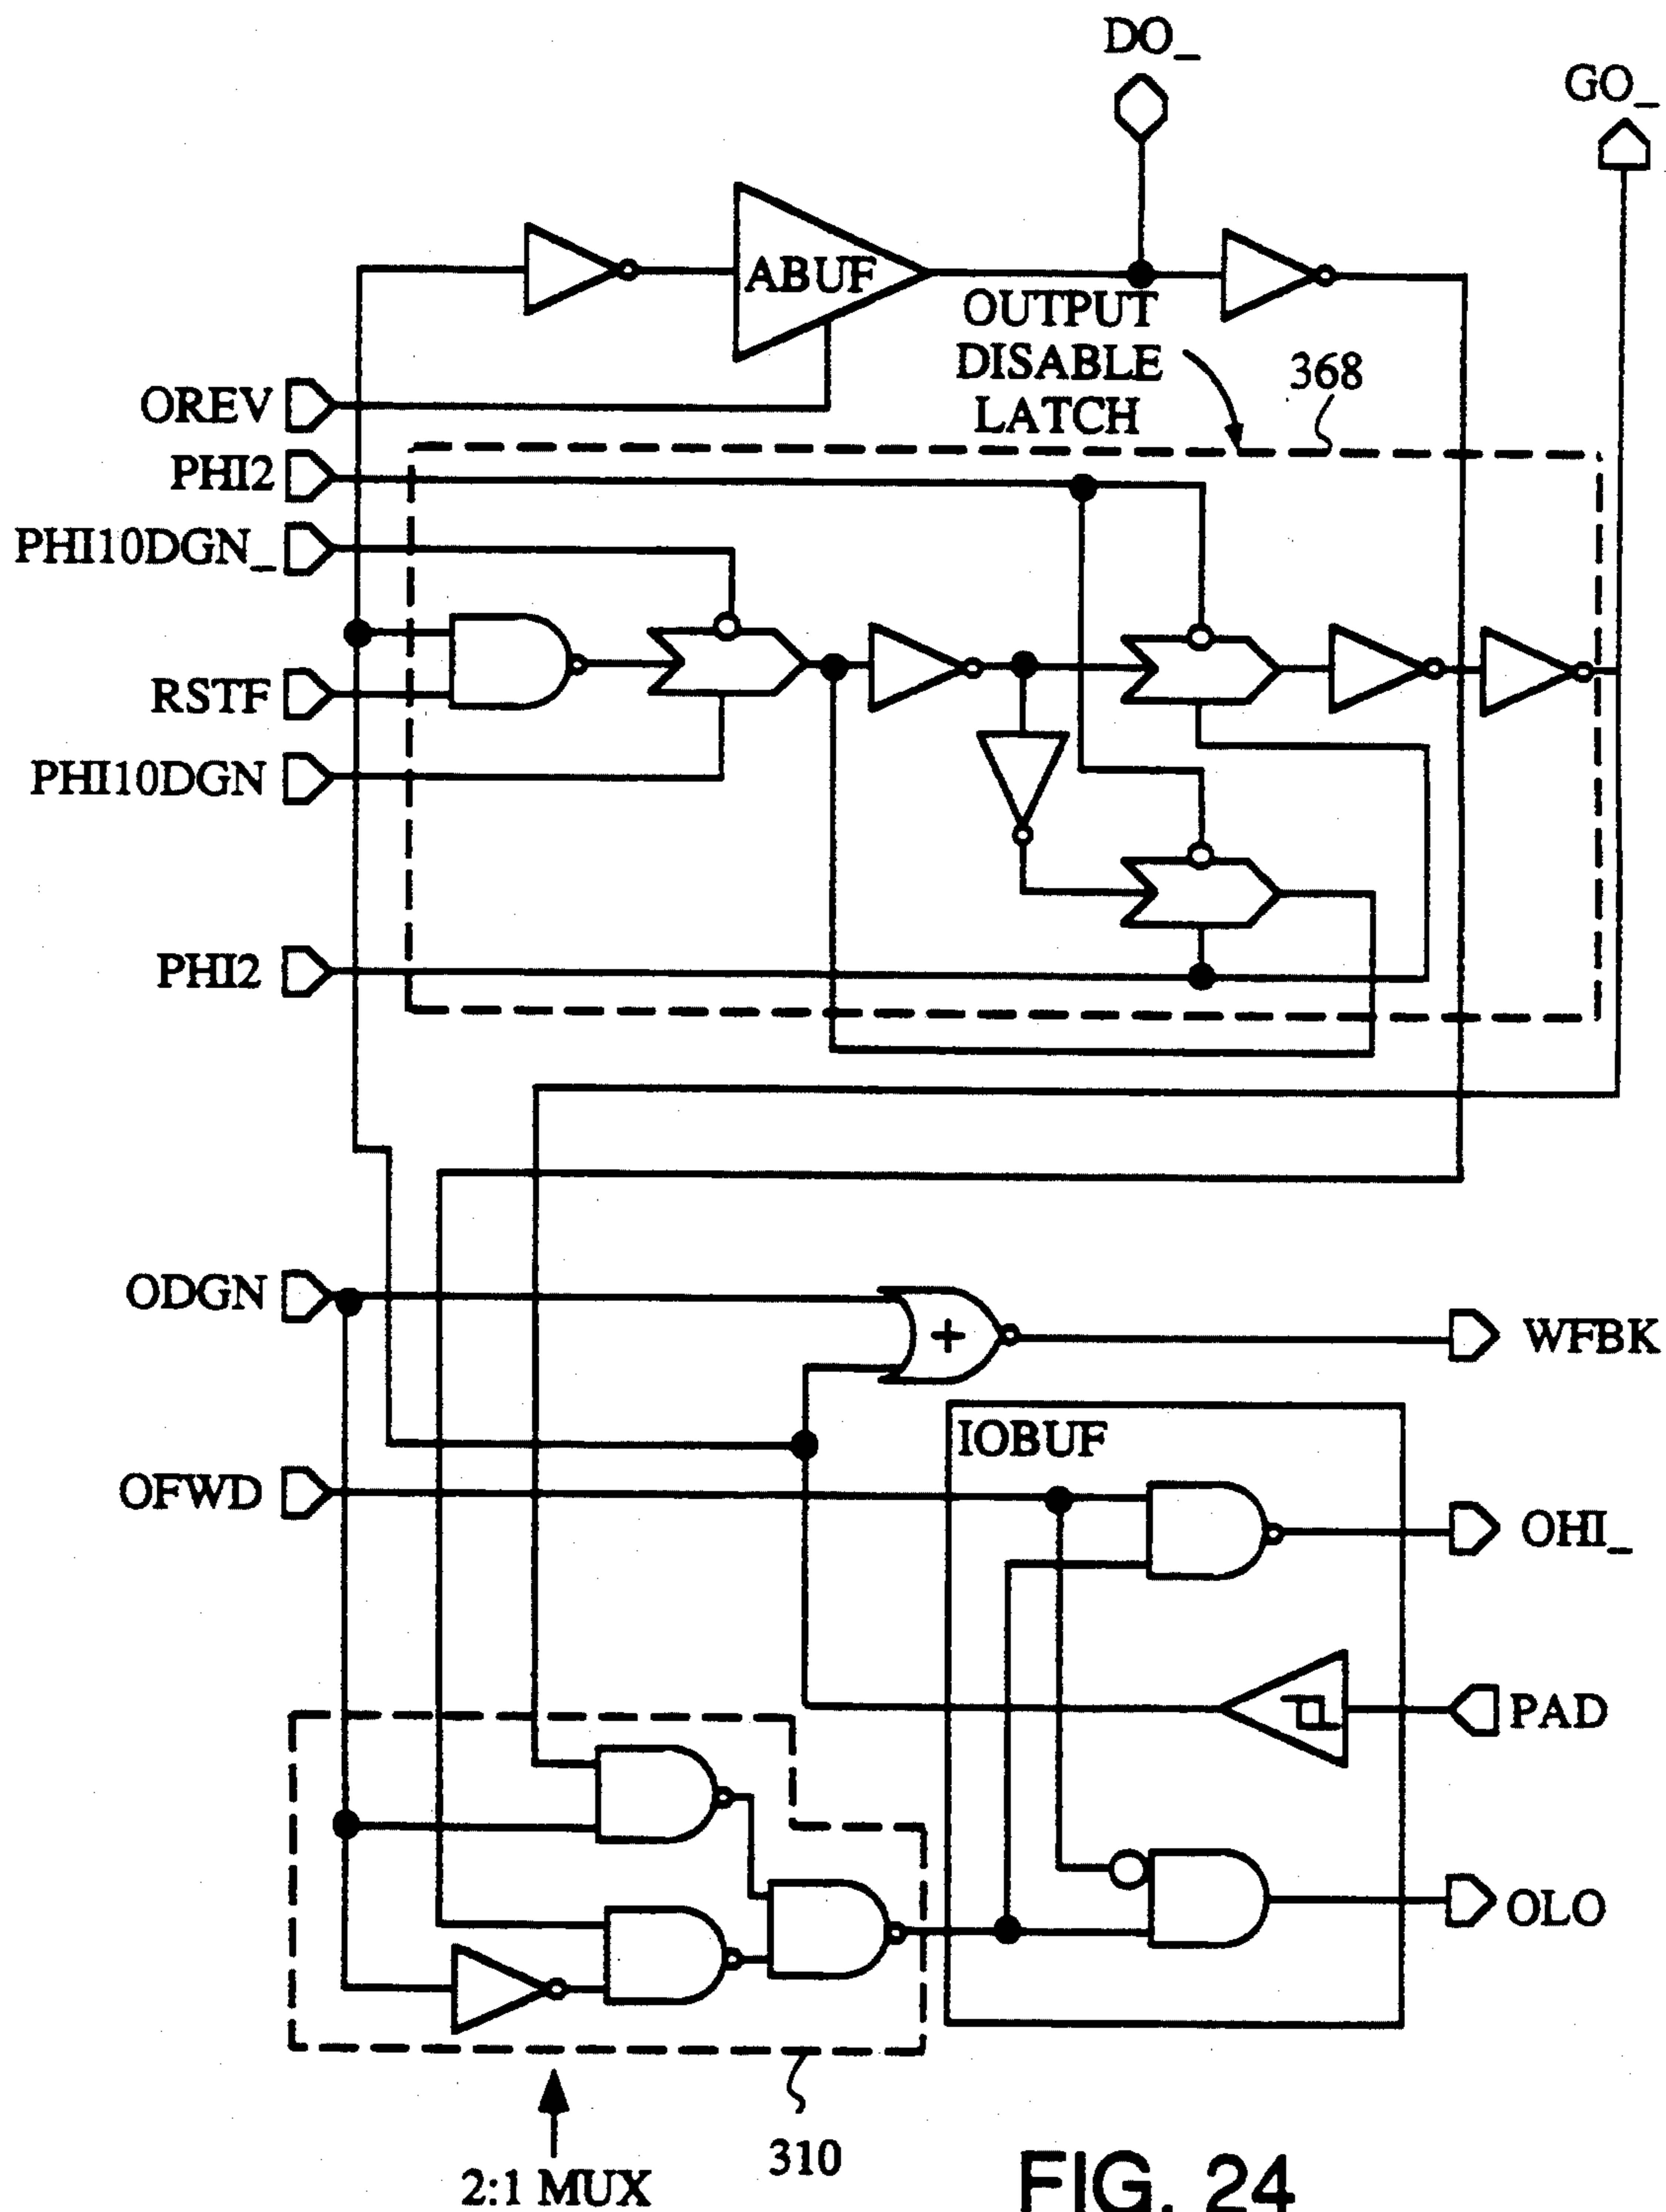 DO_
GO_
ABUF
OUTPUT
DISABLE
LATCH
368
OREV
PHI2
PHI10DGN_
RSTF
PHI10DGN
PHI2
ODGN
+
WFBK
IOBUF
OFWD
OHI_
PAD
OLO
310
2:1 MUX
FIG. 24